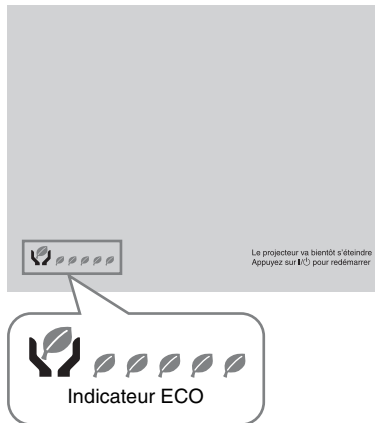 Le projecteur va bientôt s'éteindre
Appuyez sur I/⏻ pour redémarrer
Indicateur ECO